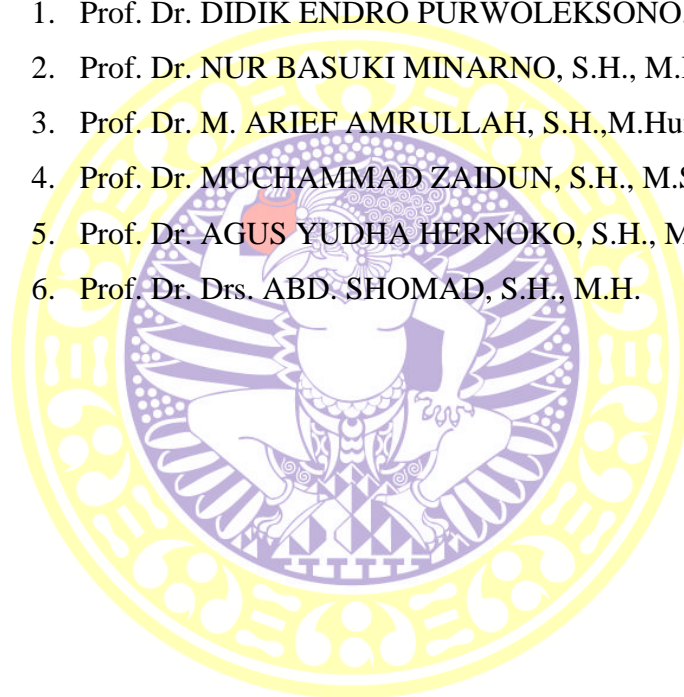 1. Prof. Dr. DIDIK ENDRO PURWOLEKSONO
2. Prof. Dr. NUR BASUKI MINARNO, S.H.,
3. Prof. Dr. M. ARIEF AMRULLAH, S.H.,
4. Prof. Dr. MUCHAMMAD ZAIDUN, S.H.,
5. Prof. Dr. AGUS YUDHA HERNOKO, S.H.,
6. Prof. Dr. Drs. ABD. SHOMAD, S.H., M.H.